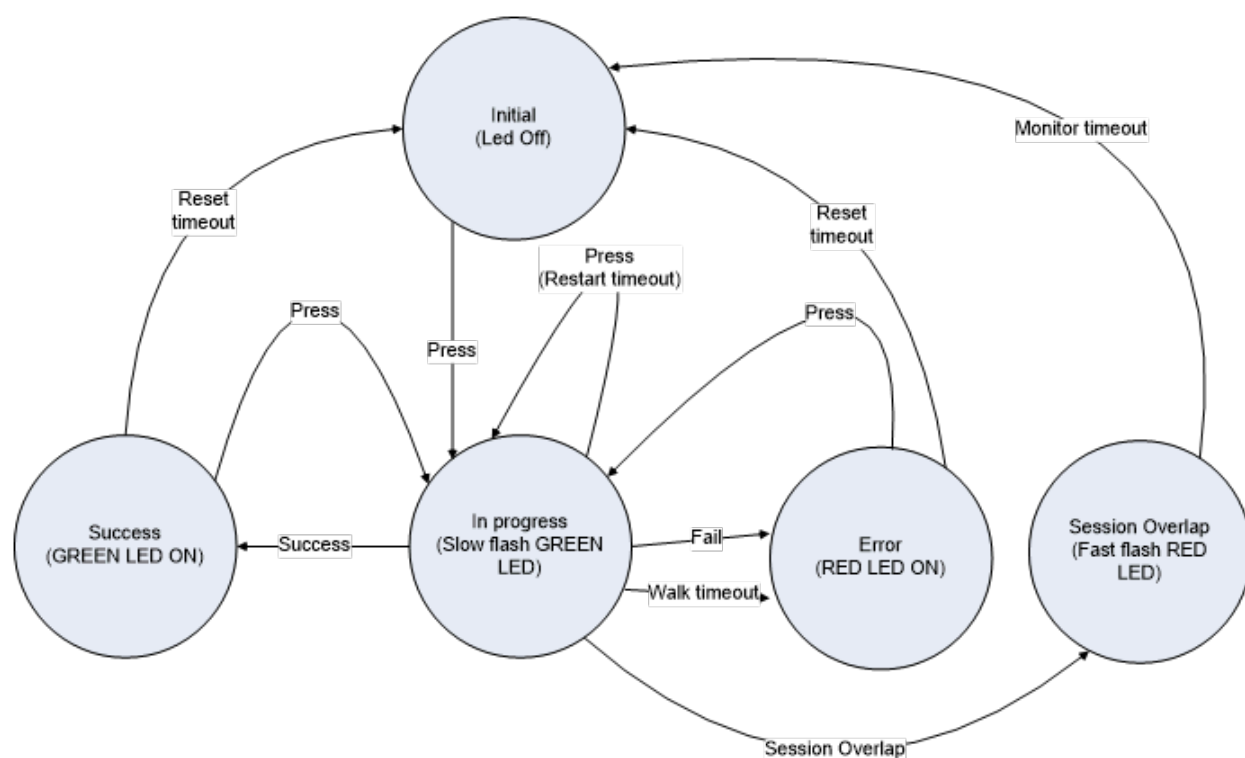 Initial
(Led Off)
Monitor timeout
Reset
timeout
Reset
timeout
Press
(Restart timeout)
Press
Press
Press
Success
(GREEN LED ON)
Success
In progress
(Slow flash GREEN
LED)
Fail
Walk timeout
Error
(RED LED ON)
Session Overlap
(Fast flash RED
LED)
Session Overlap